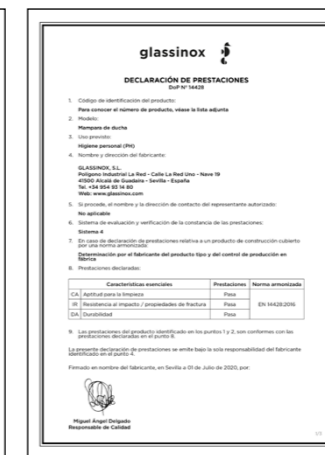 glassinox
DECLARACIÓN DE PRESTACIONES
DoP Nº 14428
1. Código de identificación del producto:
Para conocer el número de producto, véase la lista adjunta
2. Modelo:
Mampara de ducha
3. Uso previsto:
Higiene personal (PH)
4. Nombre y dirección del fabricante:
GLASSINOX, S.L.
Polígono Industrial La Red - Calle La Red Uno - Nave 19
41500 Alcalá de Guadaira - Sevilla - España
Tel. +34 954 93 14 80
Web: www.glassinox.com
5. Si procede, el nombre y la dirección de contacto del representante autorizado:
No aplicable
6. Sistema de evaluación y verificación de la constancia de las prestaciones:
Sistema 4
7. En caso de declaración de prestaciones relativa a un producto de construcción cubierto
por una norma armonizada:
Determinación por el fabricante del producto tipo y del control de producción en
fábrica
8. Prestaciones declaradas:
Características esenciales Prestaciones Norma armonizada
CA Aptitud para la limpieza Pasa
IR Resistencia al impacto / propiedades de fractura Pasa EN 14428:2016
DA Durabilidad Pasa
9. Las prestaciones del producto identificado en los puntos 1 y 2, son conformes con las
prestaciones declaradas en el punto 8.
La presente declaración de prestaciones se emite bajo la sola responsabilidad del fabricante
identificado en el punto 4.
Firmado en nombre del fabricante, en Sevilla a 01 de Julio de 2020, por:
Miguel Ángel Delgado
Responsable de Calidad